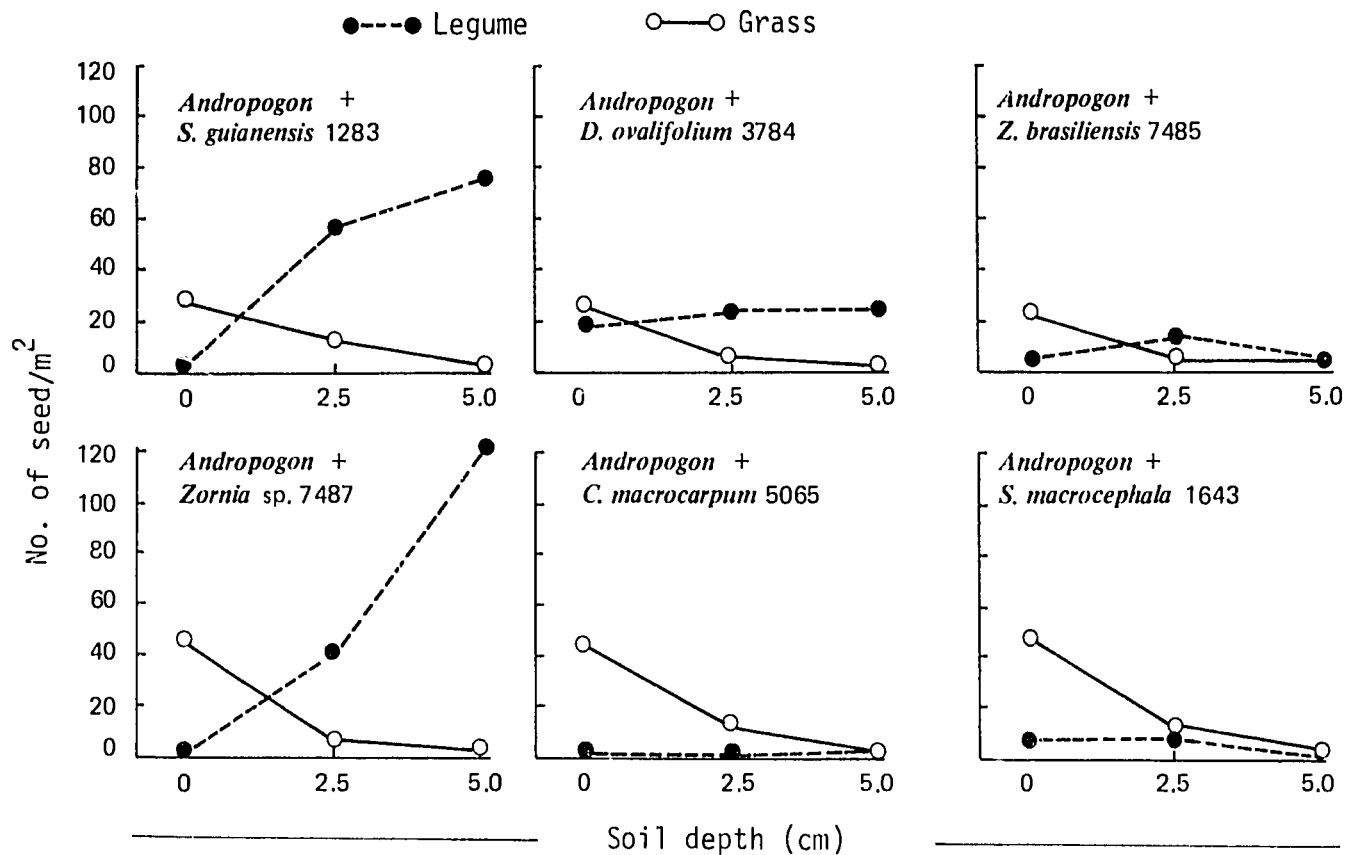 Legume Grass
No. of seed/m²
120
100
80
60
40
20
0
Andropogon +
S. guianensis 1283
0 2.5 5.0
Andropogon +
D. ovalifolium 3784
0 2.5 5.0
Andropogon +
Z. brasiliensis 7485
0 2.5 5.0
120
100
80
60
40
20
0
Andropogon +
Zornia sp. 7487
0 2.5 5.0
Andropogon +
C. macrocarpum 5065
0 2.5 5.0
Andropogon +
S. macrocephala 1643
0 2.5 5.0
Soil depth (cm)